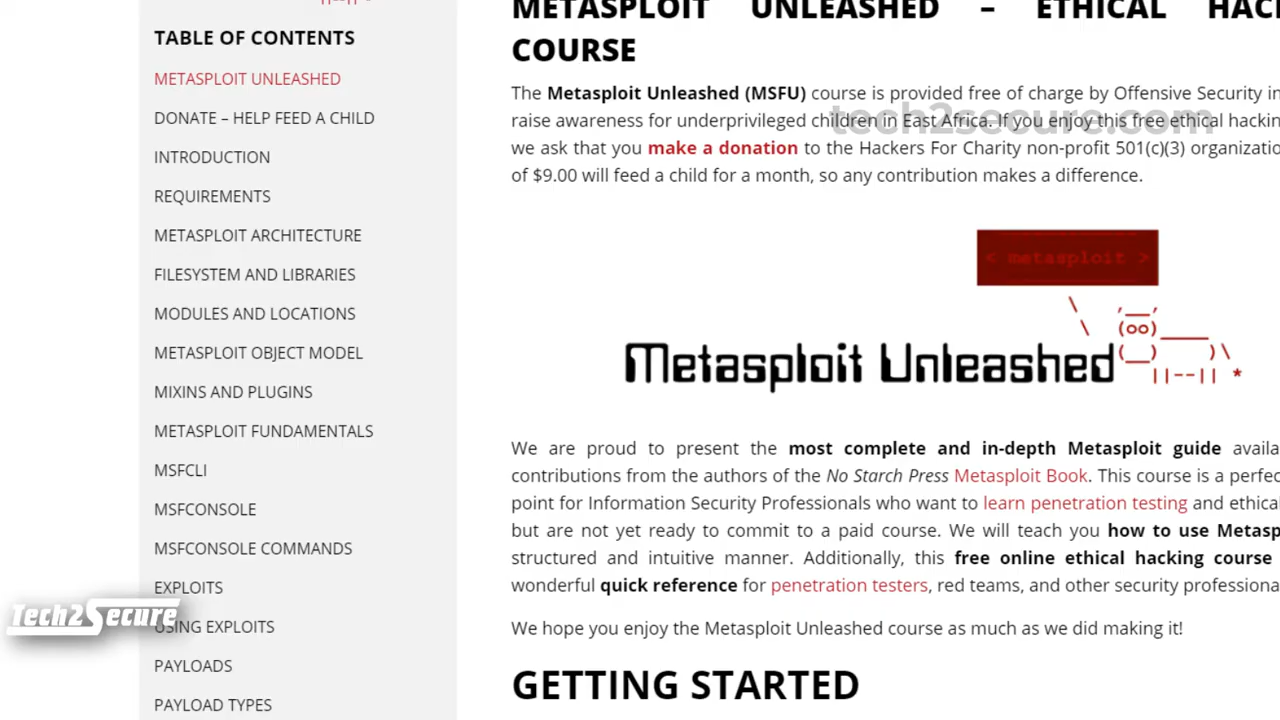 TABLE OF CONTENTS
METASPLOIT UNLEASHED
DONATE – HELP FEED A CHILD
INTRODUCTION
REQUIREMENTS
METASPLOIT ARCHITECTURE
FILESYSTEM AND LIBRARIES
MODULES AND LOCATIONS
METASPLOIT OBJECT MODEL
MIXINS AND PLUGINS
METASPLOIT FUNDAMENTALS
MSFCLI
MSFCONSOLE
MSFCONSOLE COMMANDS
EXPLOITS
USING EXPLOITS
PAYLOADS
PAYLOAD TYPES
Tech2Secure
METASPLOIT UNLEASHED – ETHICAL HACK
COURSE
The Metasploit Unleashed (MSFU) course is provided free of charge by Offensive Security in
raise awareness for underprivileged children in East Africa. If you enjoy this free ethical hackin
we ask that you make a donation to the Hackers For Charity non-profit 501(c)(3) organizatio
of $9.00 will feed a child for a month, so any contribution makes a difference.
tech2secure.com
< metasploit >
Metasploit Unleashed
We are proud to present the most complete and in-depth Metasploit guide availa
contributions from the authors of the No Starch Press Metasploit Book. This course is a perfec
point for Information Security Professionals who want to learn penetration testing and ethical
but are not yet ready to commit to a paid course. We will teach you how to use Metasp
structured and intuitive manner. Additionally, this free online ethical hacking course
wonderful quick reference for penetration testers, red teams, and other security professiona
We hope you enjoy the Metasploit Unleashed course as much as we did making it!
GETTING STARTED